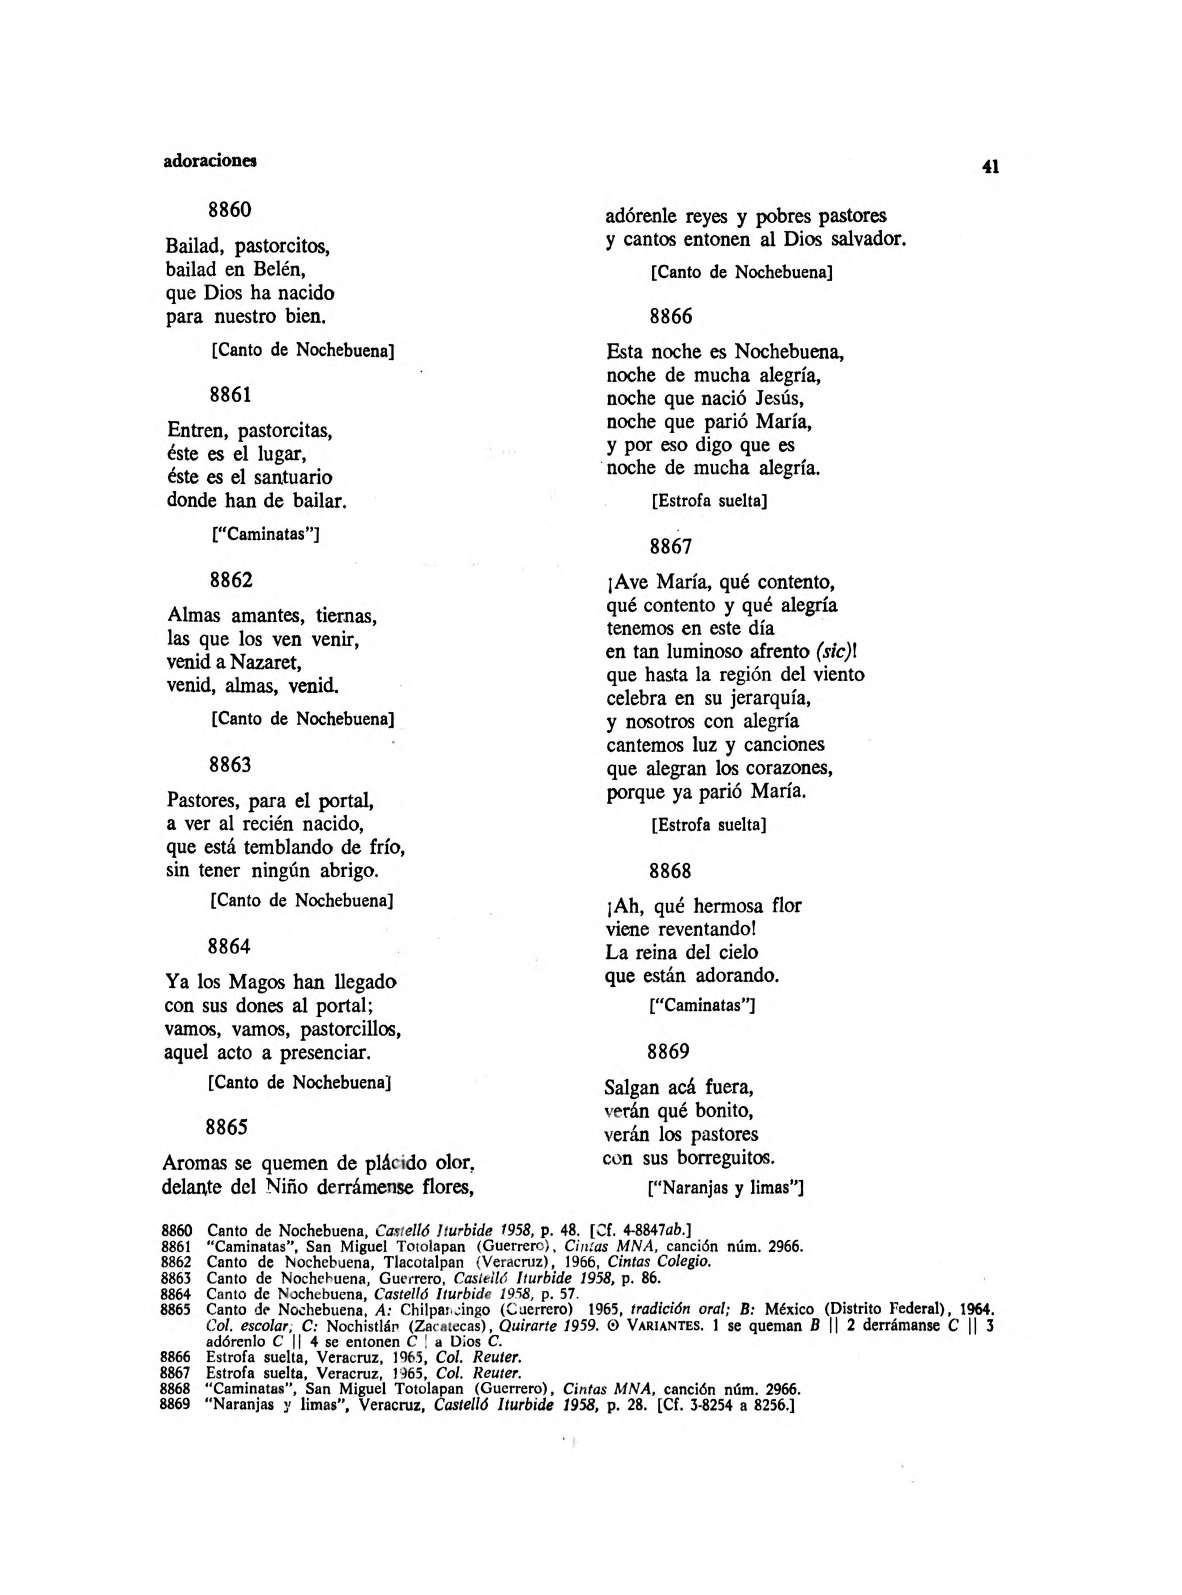 adoraciones
41
8860
Bailad, pastorcitos,
bailad en Belén,
que Dios ha nacido
para nuestro bien.
[Canto de Nochebuena]
8861
Entren, pastorcitas,
éste es el lugar,
éste es el santuario
donde han de bailar.
["Caminatas"]
8862
Almas amantes, tiernas,
las que los ven venir,
venid a Nazaret,
venid, almas, venid.
[Canto de Nochebuena]
8863
Pastores, para el portal,
a ver al recién nacido,
que está temblando de frío,
sin tener ningún abrigo.
[Canto de Nochebuena]
8864
Ya los Magos han llegado
con sus dones al portal;
vamos, vamos, pastorcillos,
aquel acto a presenciar.
[Canto de Nochebuena]
8865
Aromas se quemen de plácido olor,
delante del Niño derrámense flores,
adórenle reyes y pobres pastores
y cantos entonen al Dios salvador.
[Canto de Nochebuena]
8866
Esta noche es Nochebuena,
noche de mucha alegría,
noche que nació Jesús,
noche que parió María,
y por eso digo que es
noche de mucha alegría.
[Estrofa suelta]
8867
¡Ave María, qué contento,
qué contento y qué alegría
tenemos en este día
en tan luminoso afrento (sic)!
que hasta la región del viento
celebra en su jerarquía,
y nosotros con alegría
cantemos luz y canciones
que alegran los corazones,
porque ya parió María.
[Estrofa suelta]
8868
¡Ah, qué hermosa flor
viene reventando!
La reina del cielo
que están adorando.
["Caminatas"]
8869
Salgan acá fuera,
verán qué bonito,
verán los pastores
con sus borreguitos.
["Naranjas y limas"]
8860 Canto de Nochebuena, Castelló Iturbide 1958, p. 48. [Cf. 4-8847ab.]
8861 "Caminatas", San Miguel Totolapan (Guerrero), Cintas MNA, canción núm. 2966.
8862 Canto de Nochebuena, Tlacotalpan (Veracruz), 1966, Cintas Colegio.
8863 Canto de Nochebuena, Guerrero, Castelló Iturbide 1958, p. 86.
8864 Canto de Nochebuena, Castelló Iturbide 1958, p. 57.
8865 Canto de Nochebuena, A: Chilpancingo (Guerrero) 1965, tradición oral; B: México (Distrito Federal), 1964.
Col. escolar; C: Nochistlán (Zacatecas), Quirarte 1959. ⊙ VARIANTES. 1 se queman B || 2 derrámanse C || 3
adórenlo C || 4 se entonen C | a Dios C.
8866 Estrofa suelta, Veracruz, 1965, Col. Reuter.
8867 Estrofa suelta, Veracruz, 1965, Col. Reuter.
8868 "Caminatas", San Miguel Totolapan (Guerrero), Cintas MNA, canción núm. 2966.
8869 "Naranjas y limas", Veracruz, Castelló Iturbide 1958, p. 28. [Cf. 3-8254 a 8256.]